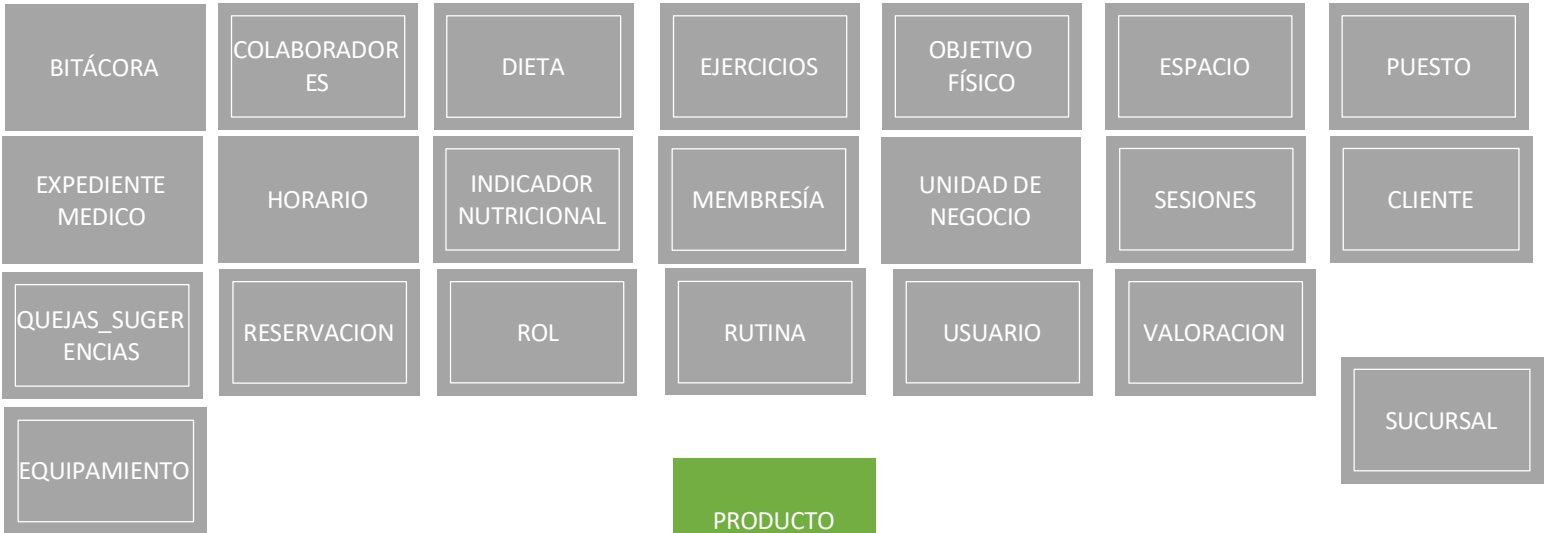 BITÁCORA
COLABORADOR
ES
DIETA
EJERCICIOS
OBJETIVO
FÍSICO
ESPACIO
PUESTO
EXPEDIENTE
MEDICO
HORARIO
INDICADOR
NUTRICIONAL
MEMBRESÍA
UNIDAD DE
NEGOCIO
SESIONES
CLIENTE
QUEJAS_SUGER
ENCIAS
RESERVACION
ROL
RUTINA
USUARIO
VALORACION
SUCURSAL
EQUIPAMIENTO
PRODUCTO